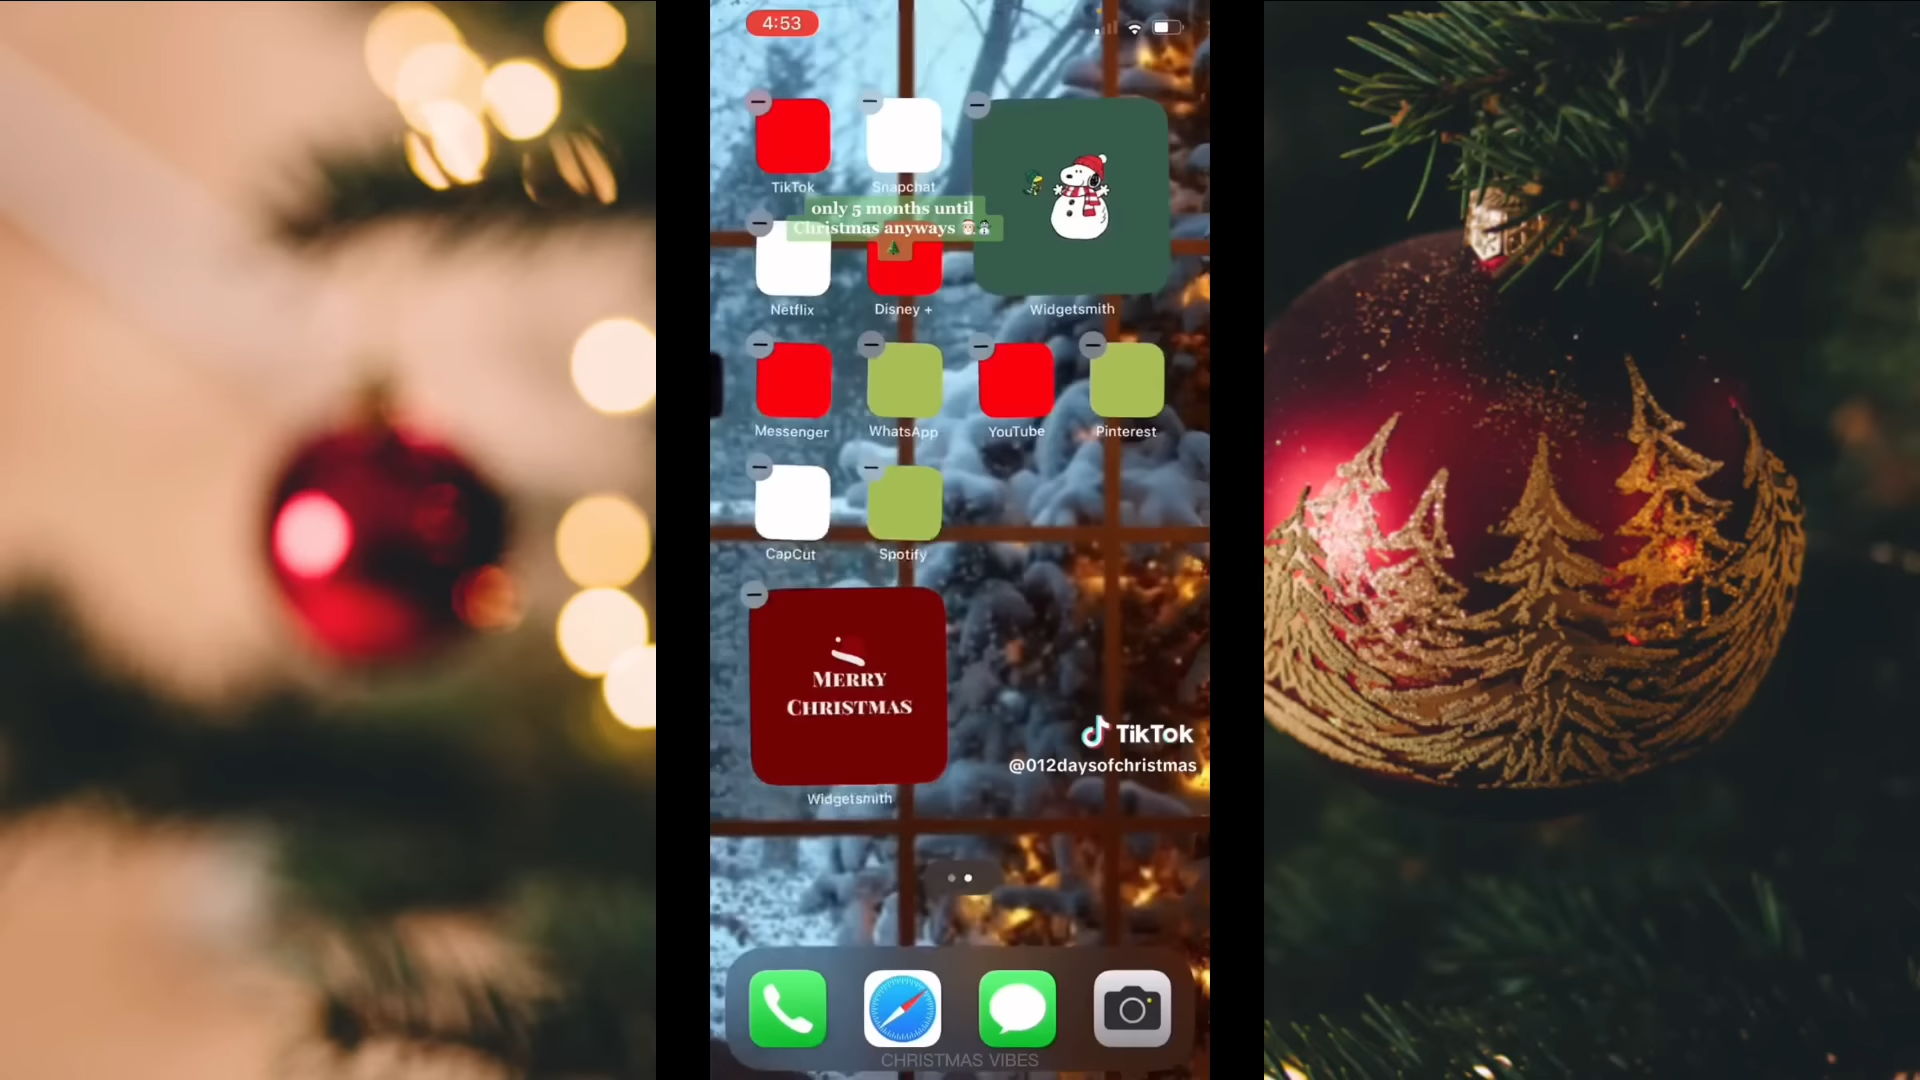 4:53
TikTok
Snapchat
only 5 months until
Christmas anyways 🎅🏻☃️
🎄
Netflix
Disney +
Widgetsmith
Messenger
WhatsApp
YouTube
Pinterest
CapCut
Spotify
MERRY
CHRISTMAS
Widgetsmith
TikTok
@012daysofchristmas
CHRISTMAS VIBES